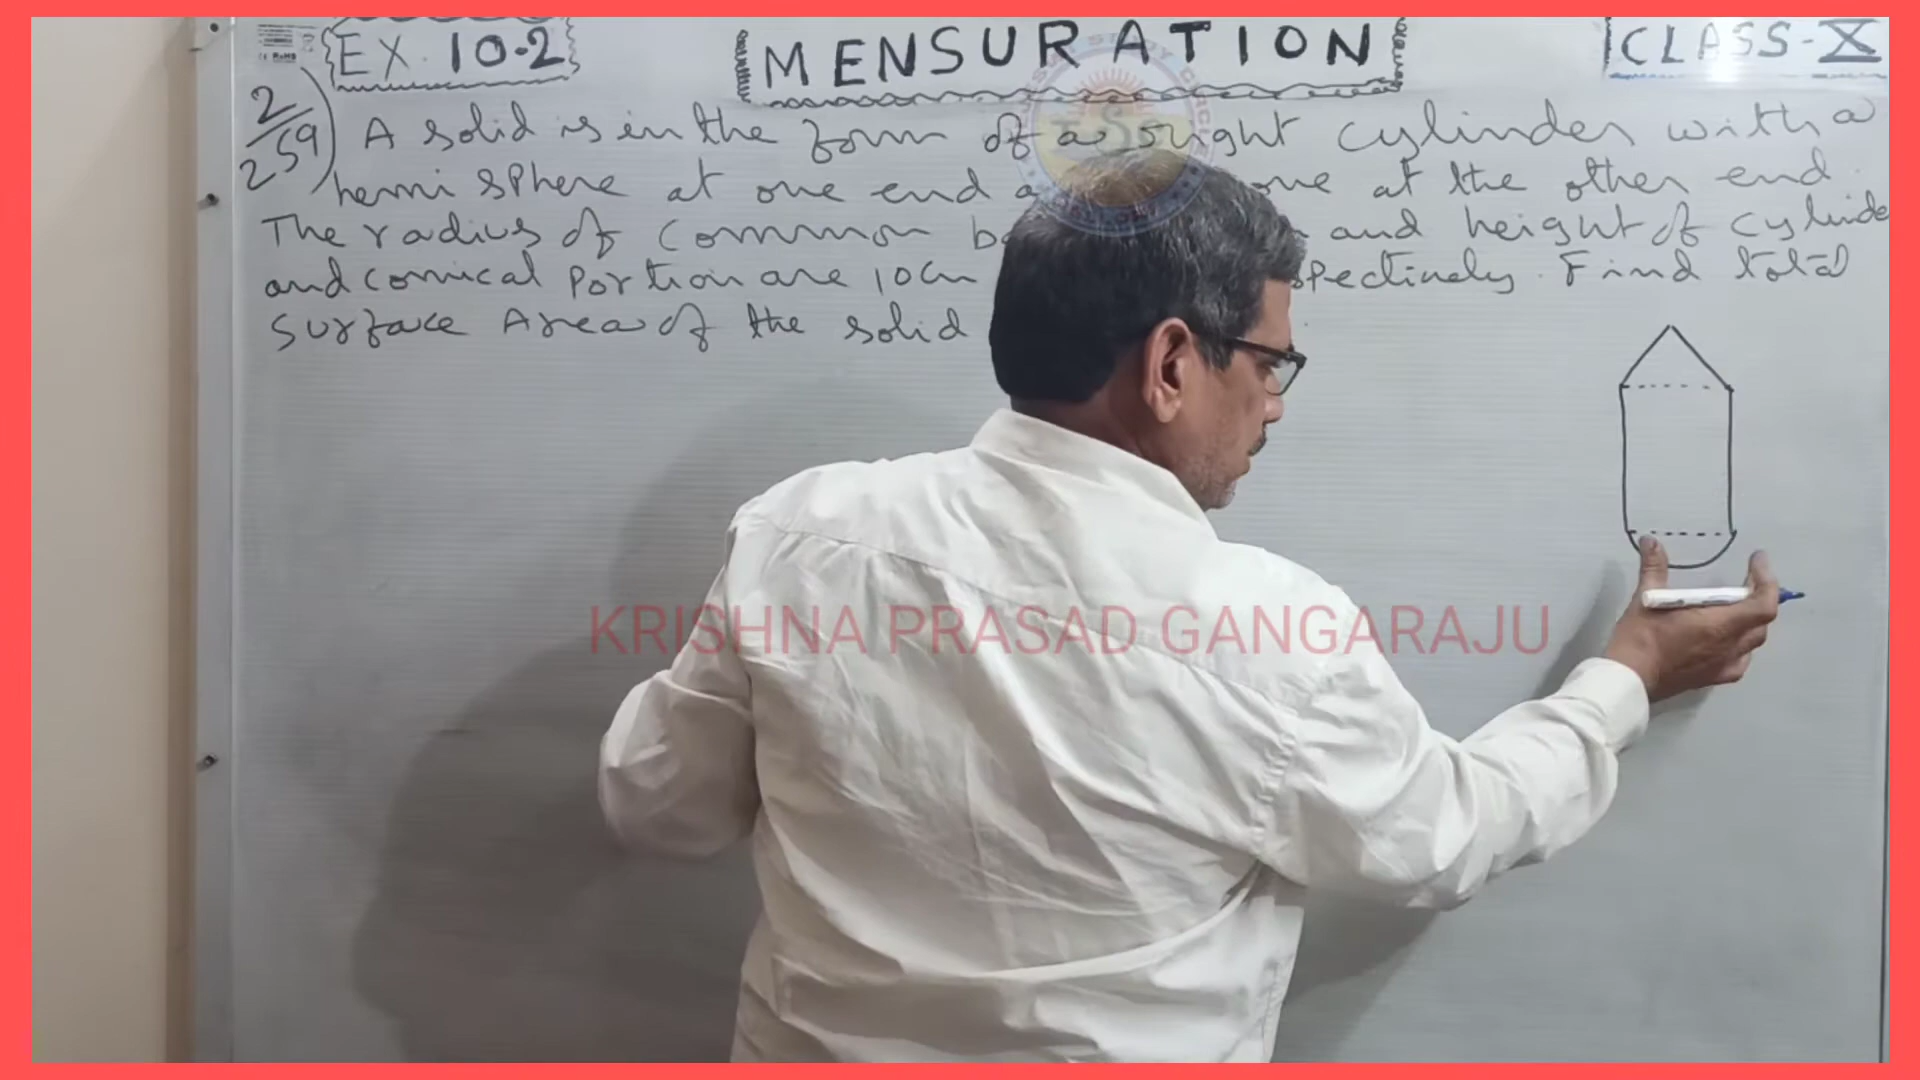 EX. 10.2
MENSURATION
CLASS-X
2/259) A solid is in the form of a right cylinder with a
hemi sphere at one end one at the other end.
The radius of common and height of cylinde
and conical Portion are 10cm spectively. Find total
surface Area of the solid
KRISHNA PRASAD GANGARAJU